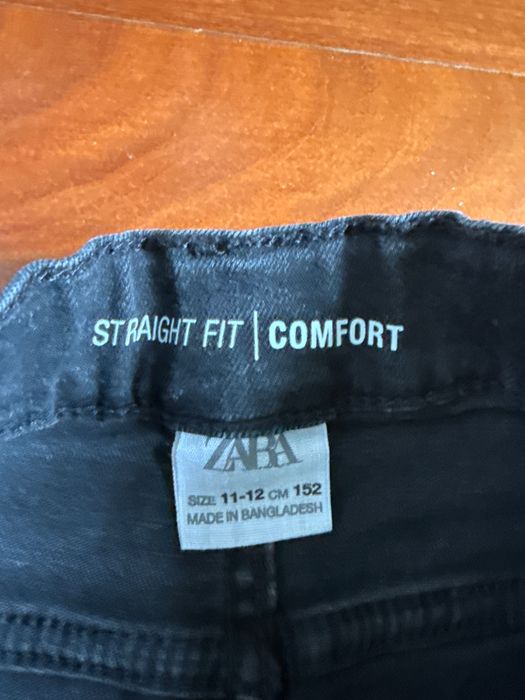 STRAIGHT FIT | COMFORT
ZARA
SIZE 11-12 CM 152
MADE IN BANGLADESH